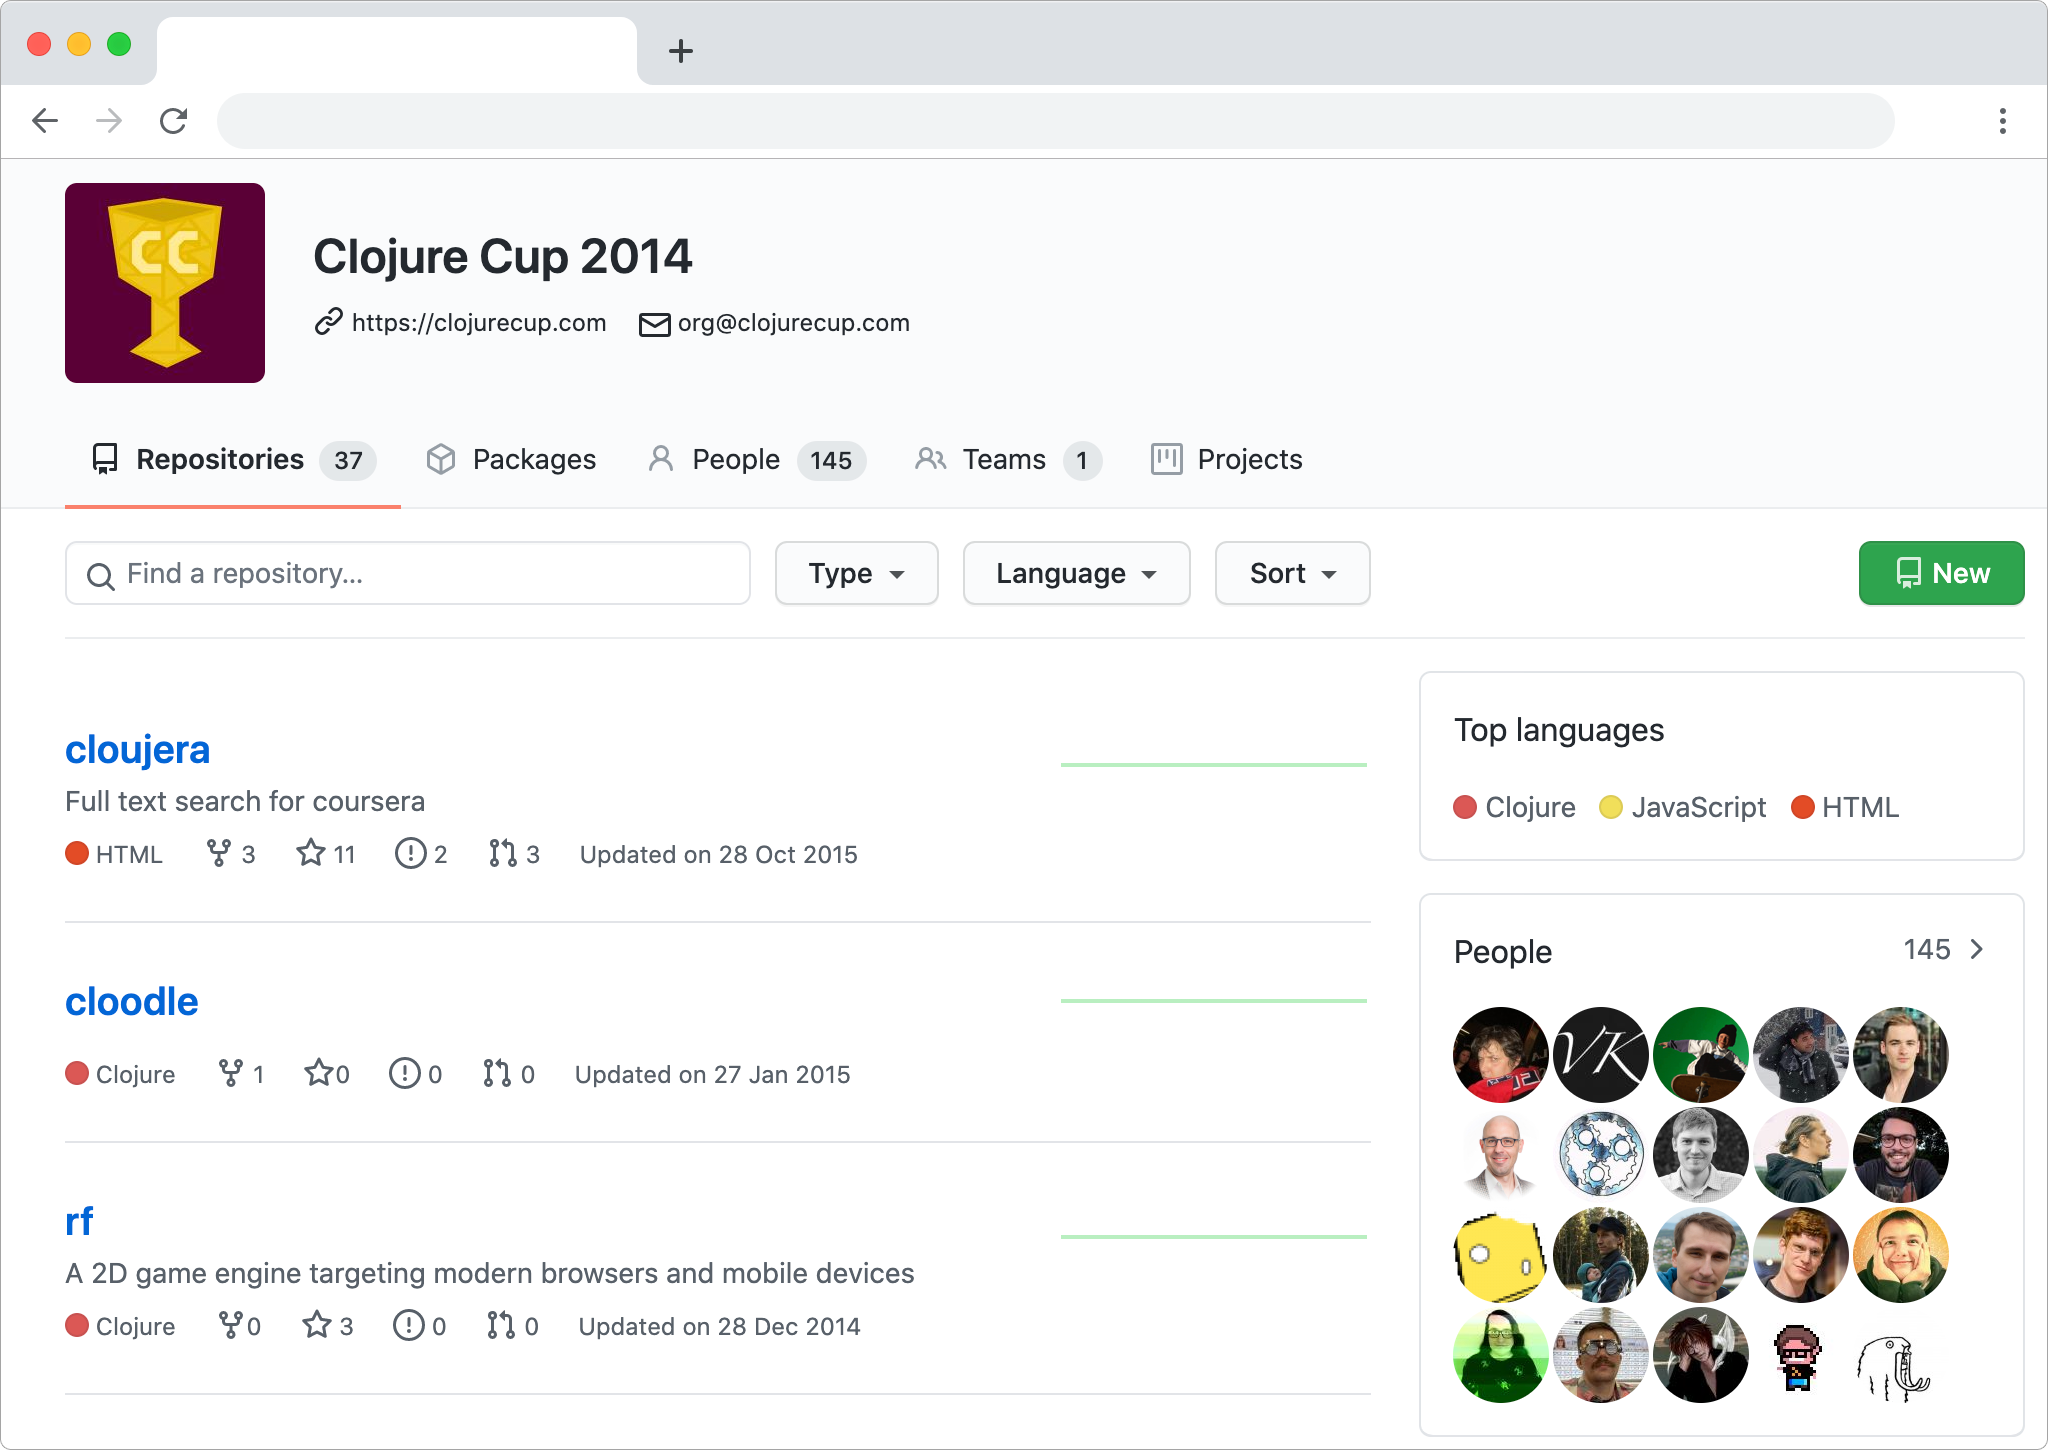 CC
Clojure Cup 2014
https://clojurecup.com org@clojurecup.com
Repositories 37 Packages People 145 Teams 1 Projects
Find a repository... Type Language Sort New
cloujera
Full text search for coursera
HTML 3 11 2 3 Updated on 28 Oct 2015
cloodle
Clojure 1 0 0 0 Updated on 27 Jan 2015
rf
A 2D game engine targeting modern browsers and mobile devices
Clojure 0 3 0 0 Updated on 28 Dec 2014
Top languages
Clojure JavaScript HTML
People 145
VK